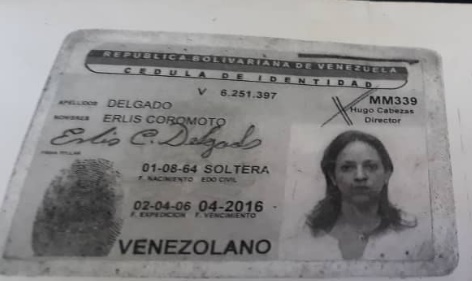 REPUBLICA BOLIVARIANA DE VENEZUELA
CEDULA DE IDENTIDAD
V 6.251.397
MM339
Hugo Cabezas
Director
APELLIDOS DELGADO
NOMBRES ERLIS COROMOTO
Erlis C. Delgado
FIRMA TITULAR
01-08-64 SOLTERA
F. NACIMIENTO EDO CIVIL
02-04-06 04-2016
F. EXPEDICION F. VENCIMIENTO
VENEZOLANO